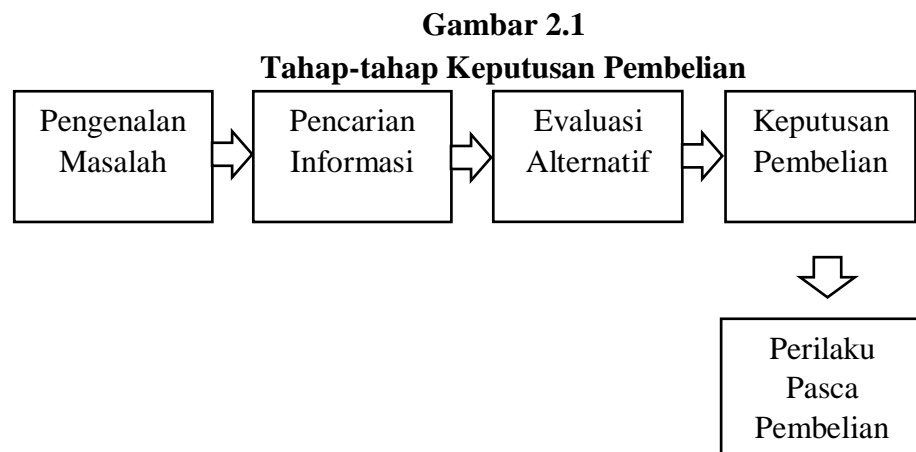 Gambar 2.1
Tahap-tahap Keputusan Pembelian
Pengenalan
Masalah
Pencarian
Informasi
Evaluasi
Alternatif
Keputusan
Pembelian
Perilaku
Pasca
Pembelian